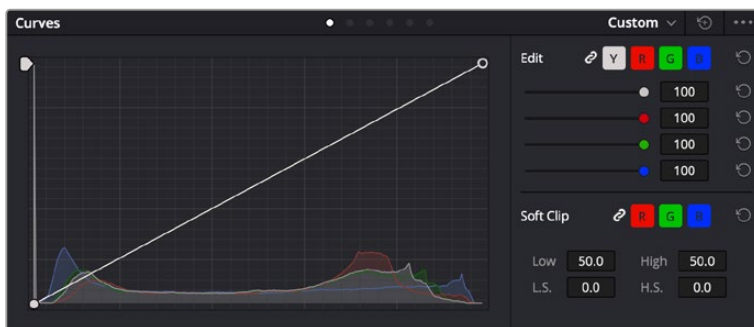 Curves Custom
Edit Y R G B
100
100
100
100
Soft Clip R G B
Low 50.0 High 50.0
L.S. 0.0 H.S. 0.0